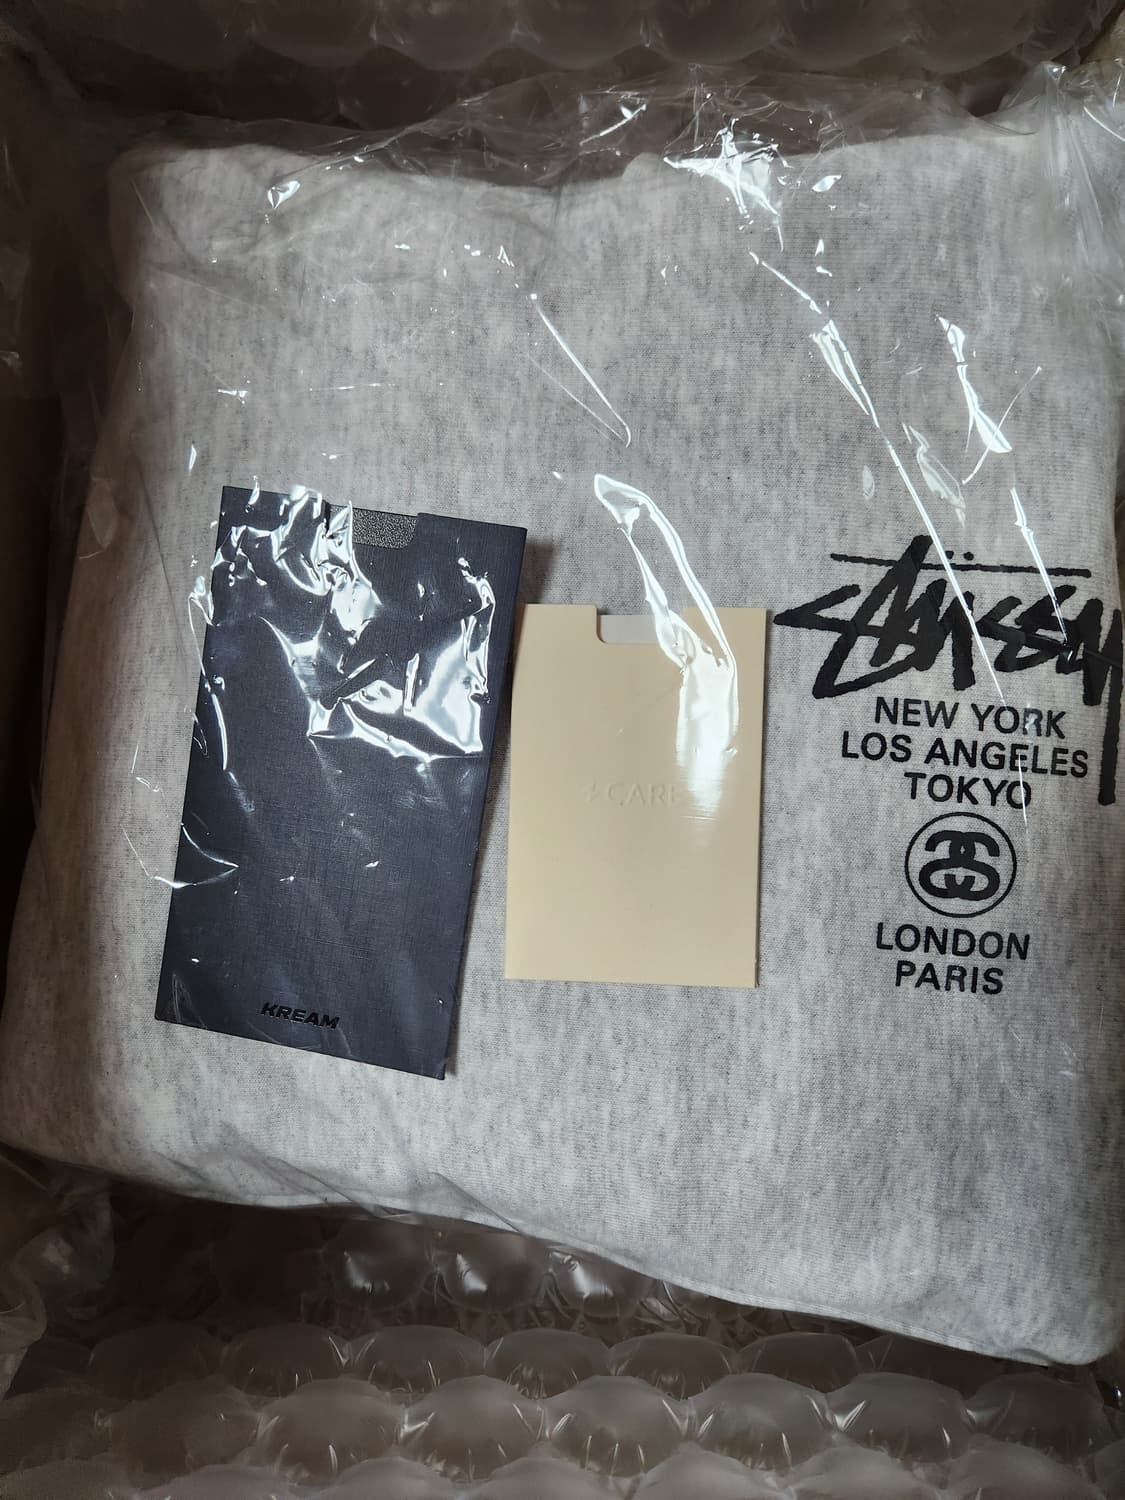 STÜSSY
NEW YORK
LOS ANGELES
TOKYO
LONDON
PARIS
+CARE
KREAM